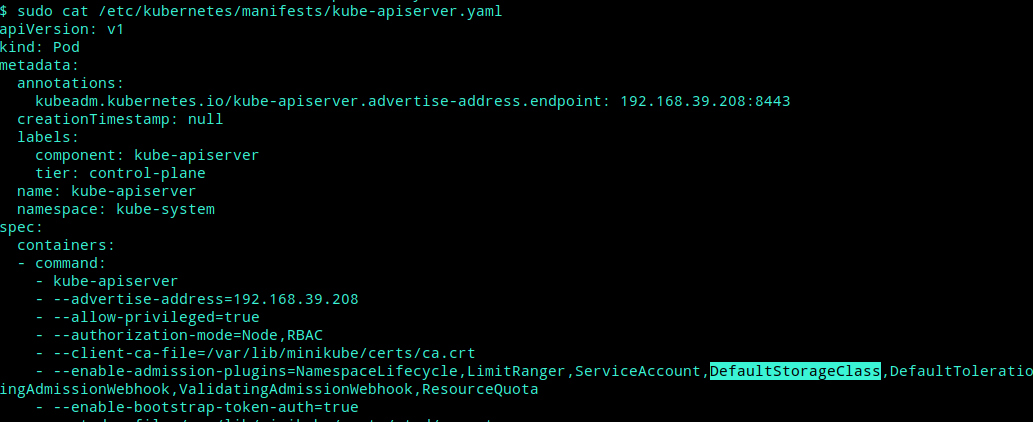 $ sudo cat /etc/kubernetes/manifests/kube-apiserver.yaml
apiVersion: v1
kind: Pod
metadata:
  annotations:
    kubeadm.kubernetes.io/kube-apiserver.advertise-address.endpoint: 192.168.39.208:8443
  creationTimestamp: null
  labels:
    component: kube-apiserver
    tier: control-plane
  name: kube-apiserver
  namespace: kube-system
spec:
  containers:
  - command:
    - kube-apiserver
    - --advertise-address=192.168.39.208
    - --allow-privileged=true
    - --authorization-mode=Node,RBAC
    - --client-ca-file=/var/lib/minikube/certs/ca.crt
    - --enable-admission-plugins=NamespaceLifecycle,LimitRanger,ServiceAccount,DefaultStorageClass,DefaultToleratio
ingAdmissionWebhook,ValidatingAdmissionWebhook,ResourceQuota
    - --enable-bootstrap-token-auth=true